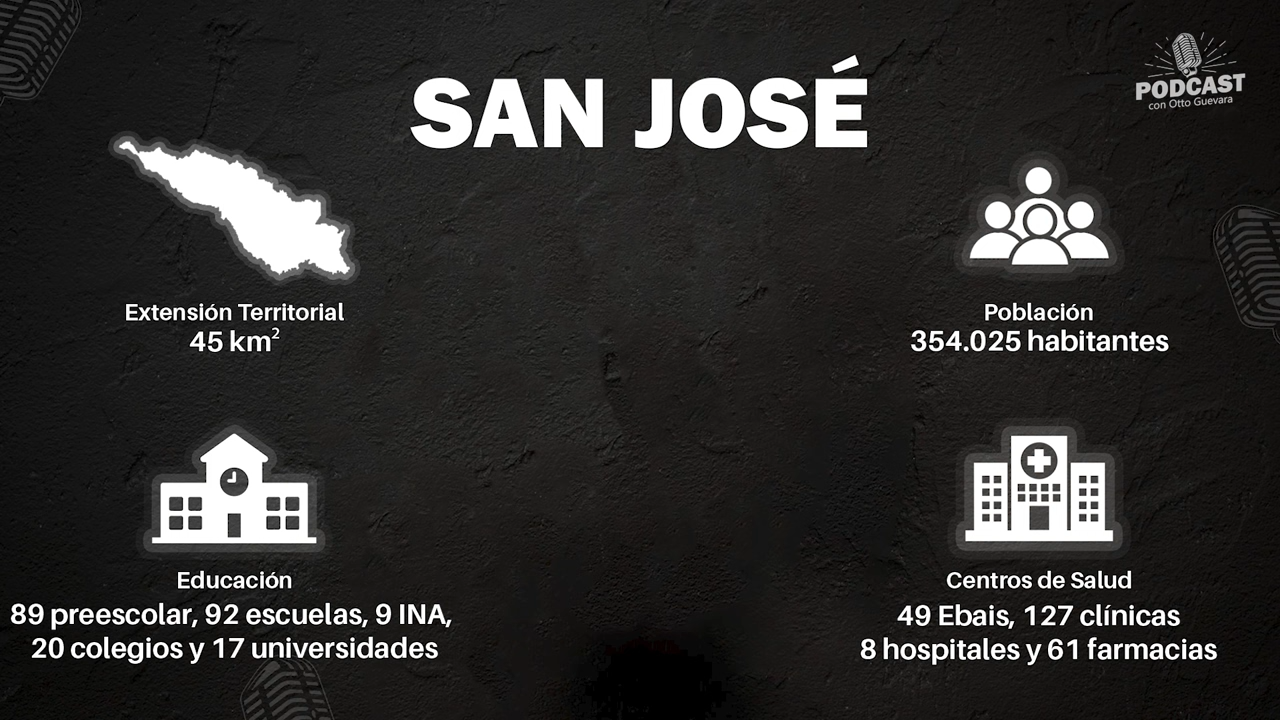 SAN JOSÉ
PODCAST
con Otto Guevara
Extensión Territorial
45 km²
Población
354.025 habitantes
Educación
89 preescolar, 92 escuelas, 9 INA,
20 colegios y 17 universidades
Centros de Salud
49 Ebais, 127 clínicas
8 hospitales y 61 farmacias